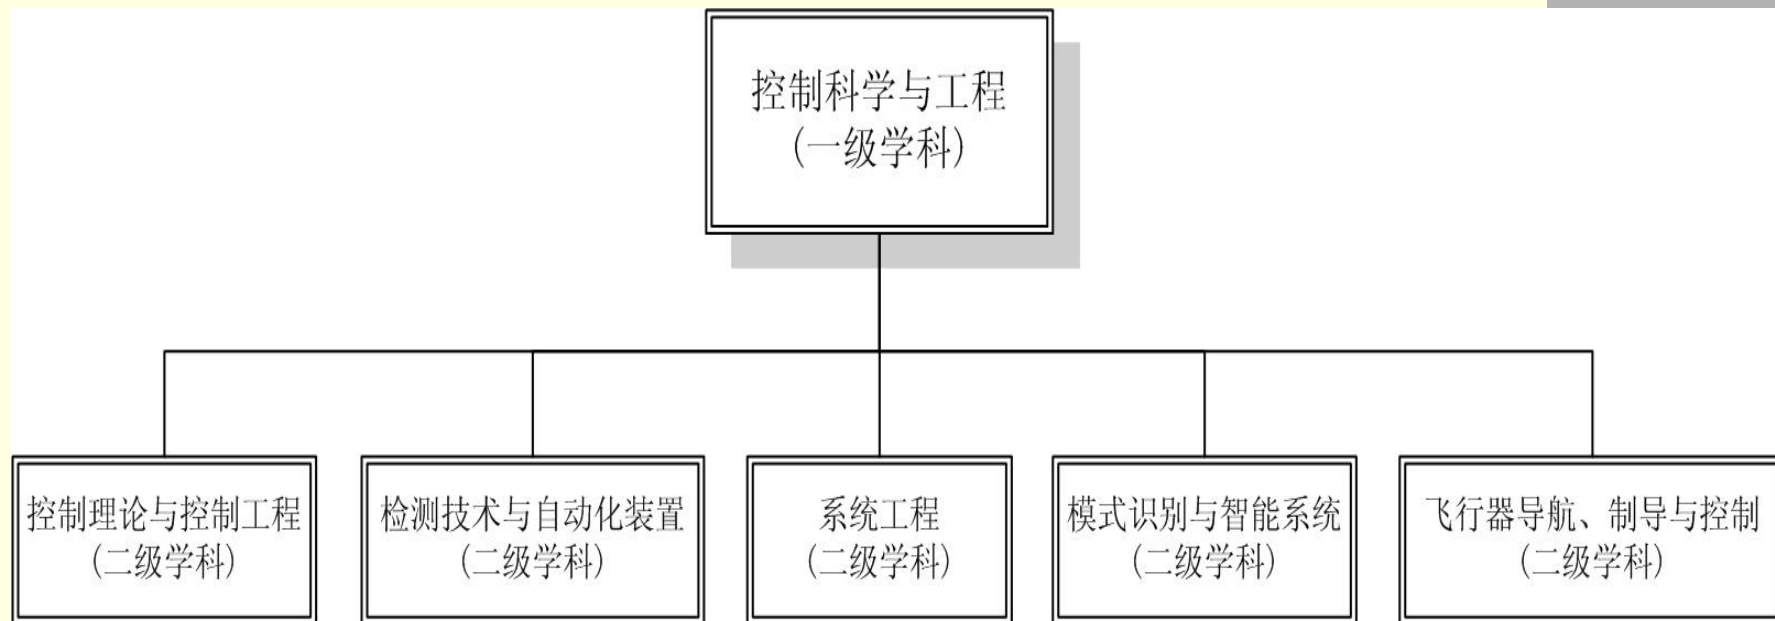 控制科学与工程
(一级学科)
控制理论与控制工程
(二级学科)
检测技术与自动化装置
(二级学科)
系统工程
(二级学科)
模式识别与智能系统
(二级学科)
飞行器导航、制导与控制
(二级学科)